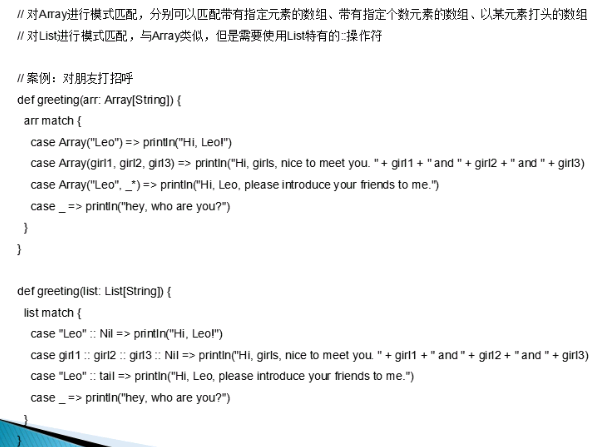 // 对Array进行模式匹配，分别可以匹配带有指定元素的数组、带有指定个数元素的数组、以某元素打头的数组
// 对List进行模式匹配，与Array类似，但是需要使用List特有的::操作符
// 案例：对朋友打招呼
def greeting(arr: Array[String]) {
arr match {
case Array("Leo") => println("Hi, Leo!")
case Array(girl1, girl2, girl3) => println("Hi, girls, nice to meet you. " + girl1 + " and " + girl2 + " and " + girl3)
case Array("Leo", _*) => println("Hi, Leo, please introduce your friends to me.")
case _ => println("hey, who are you?")
}
}
def greeting(list: List[String]) {
list match {
case "Leo" :: Nil => println("Hi, Leo!")
case girl1 :: girl2 :: girl3 :: Nil => println("Hi, girls, nice to meet you. " + girl1 + " and " + girl2 + " and " + girl3)
case "Leo" :: tail => println("Hi, Leo, please introduce your friends to me.")
case _ => println("hey, who are you?")
}
}